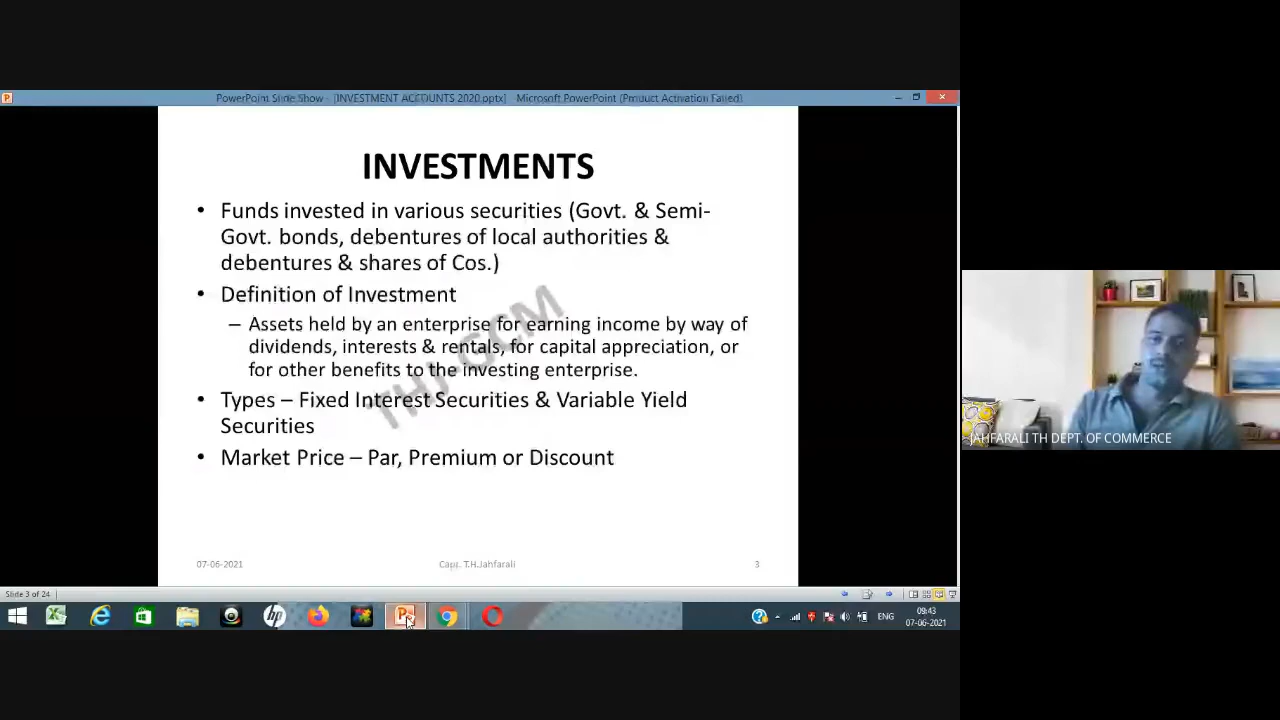 PowerPoint Slide Show - [INVESTMENT ACCOUNTS 2020.pptx] - Microsoft PowerPoint (Product Activation Failed)
INVESTMENTS
• Funds invested in various securities (Govt. & Semi-
Govt. bonds, debentures of local authorities &
debentures & shares of Cos.)
• Definition of Investment
– Assets held by an enterprise for earning income by way of
dividends, interests & rentals, for capital appreciation, or
for other benefits to the investing enterprise.
• Types – Fixed Interest Securities & Variable Yield
Securities
• Market Price – Par, Premium or Discount
THJ-GCM
07-06-2021
Capt. T.H.Jahfarali
3
JAHFARALI TH DEPT. OF COMMERCE
Slide 3 of 24
hp
ENG
09:43
07-06-2021